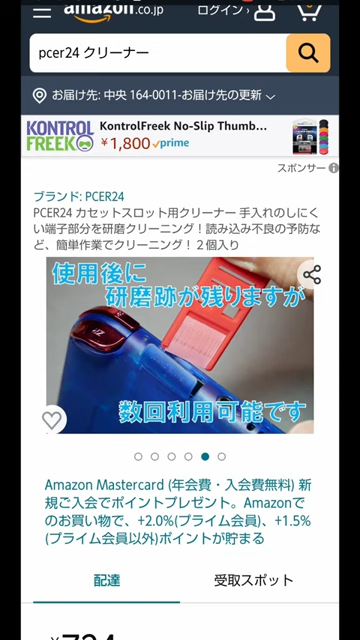 amazon.co.jp
ログイン ›
pcer24 クリーナー
お届け先: 中央 164-0011-お届け先の更新
KONTROL
FREEK
KontrolFreek No-Slip Thumb...
¥1,800 prime
スポンサー
ブランド: PCER24
PCER24 カセットスロット用クリーナー 手入れのしにく
い端子部分を研磨クリーニング！読み込み不良の予防な
ど、簡単作業でクリーニング！２個入り
使用後に
研磨跡が残りますが
数回利用可能です
Amazon Mastercard (年会費・入会費無料) 新
規ご入会でポイントプレゼント。Amazonで
のお買い物で、+2.0%(プライム会員)、+1.5%
(プライム会員以外)ポイントが貯まる
配達
受取スポット